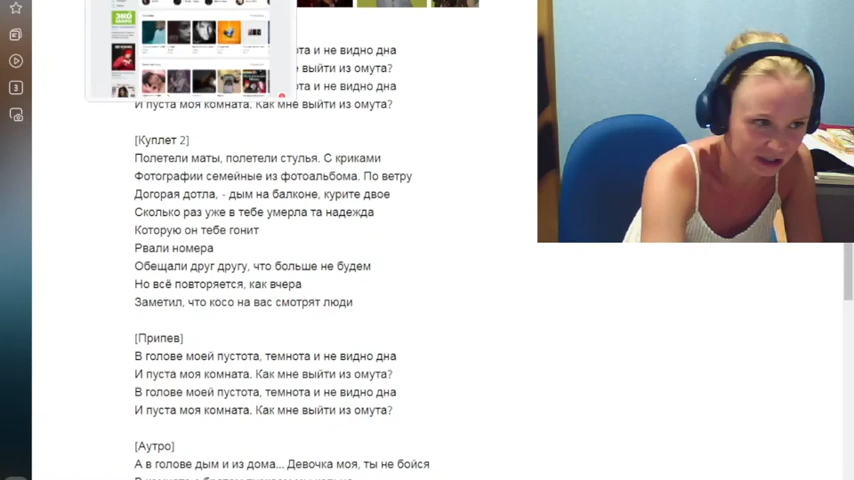 ЭКО
3
нота и не видно дна
не выйти из омута?
нота и не видно дна
И пуста моя комната. Как мне выйти из омута?
[Куплет 2]
Полетели маты, полетели стулья. С криками
Фотографии семейные из фотоальбома. По ветру
Догорая дотла, - дым на балконе, курите двое
Сколько раз уже в тебе умерла та надежда
Которую он тебе гонит
Рвали номера
Обещали друг другу, что больше не будем
Но всё повторяется, как вчера
Заметил, что косо на вас смотрят люди
[Припев]
В голове моей пустота, темнота и не видно дна
И пуста моя комната. Как мне выйти из омута?
В голове моей пустота, темнота и не видно дна
И пуста моя комната. Как мне выйти из омута?
[Аутро]
А в голове дым и из дома... Девочка моя, ты не бойся